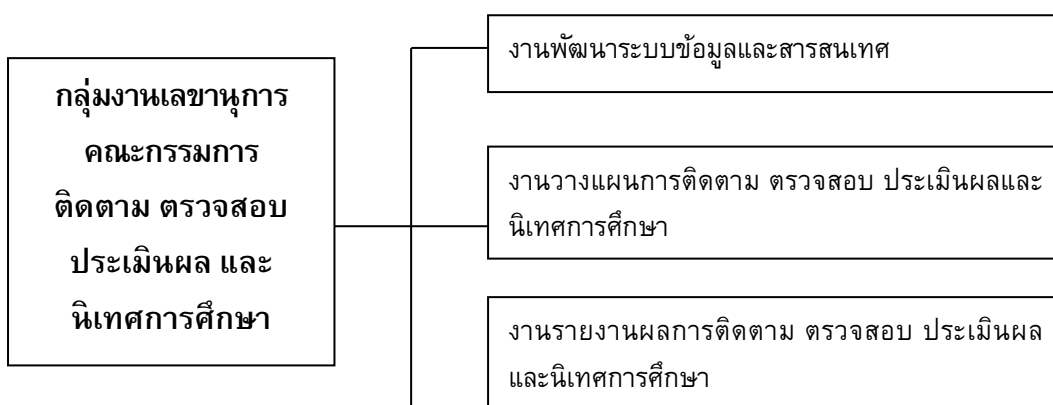 กลุ่มงานเลขานุการ
คณะกรรมการ
ติดตาม ตรวจสอบ
ประเมินผล และ
นิเทศการศึกษา
งานพัฒนาระบบข้อมูลและสารสนเทศ
งานวางแผนการติดตาม ตรวจสอบ ประเมินผลและ
นิเทศการศึกษา
งานรายงานผลการติดตาม ตรวจสอบ ประเมินผล
และนิเทศการศึกษา